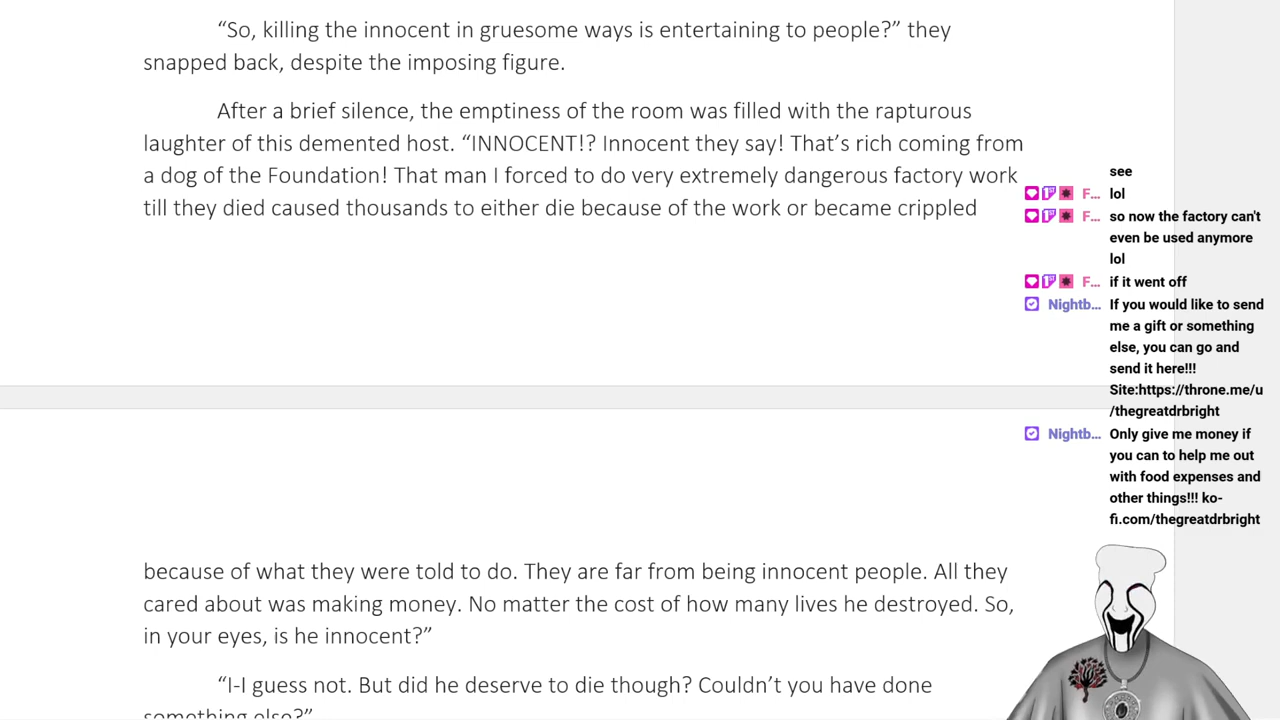 “So, killing the innocent in gruesome ways is entertaining to people?” they
snapped back, despite the imposing figure.
After a brief silence, the emptiness of the room was filled with the rapturous
laughter of this demented host. “INNOCENT!? Innocent they say! That’s rich coming from
a dog of the Foundation! That man I forced to do very extremely dangerous factory work
till they died caused thousands to either die because of the work or became crippled
because of what they were told to do. They are far from being innocent people. All they
cared about was making money. No matter the cost of how many lives he destroyed. So,
in your eyes, is he innocent?”
“I-I guess not. But did he deserve to die though? Couldn’t you have done
something else?”
see
F... lol
F... so now the factory can't
even be used anymore
lol
F... if it went off
Nightb... If you would like to send
me a gift or something
else, you can go and
send it here!!!
Site:https://throne.me/u
/thegreatdrbright
Nightb... Only give me money if
you can to help me out
with food expenses and
other things!!! ko-
fi.com/thegreatdrbright